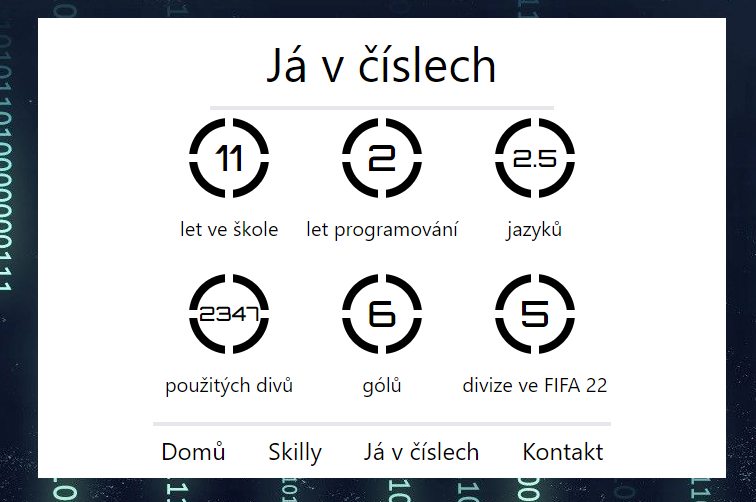 Já v číslech
11 2 2.5
let ve škole let programování jazyků
2347 6 5
použitých divů gólů divize ve FIFA 22
Domů Skilly Já v číslech Kontakt